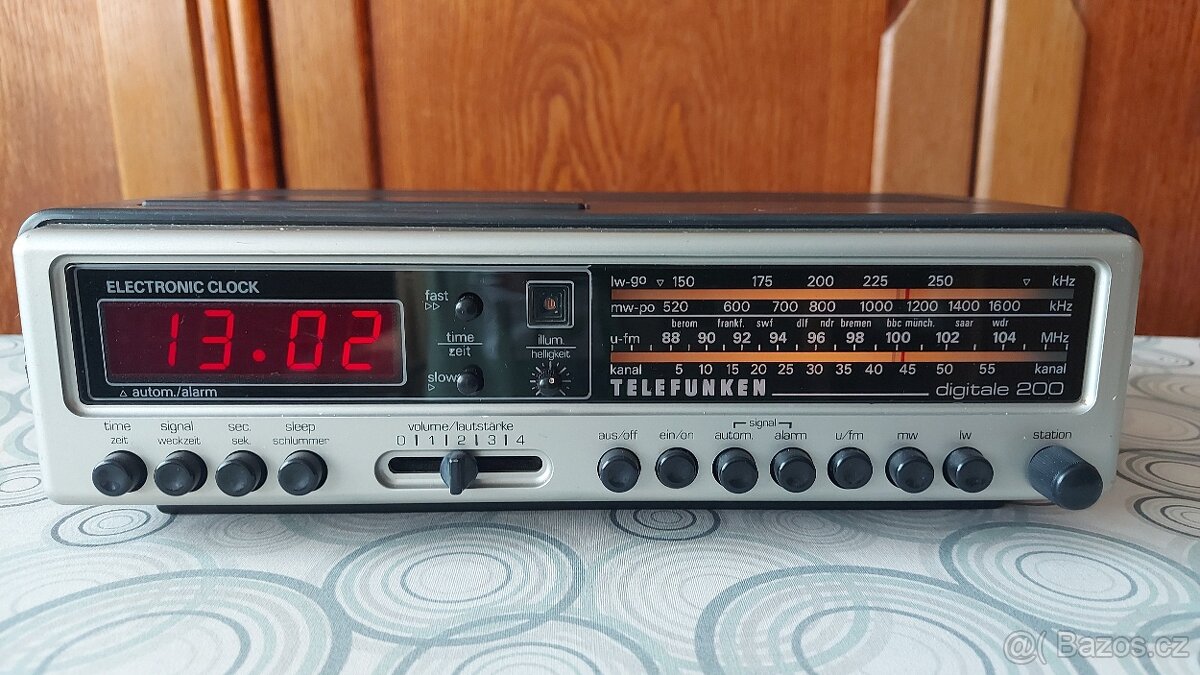 ELECTRONIC CLOCK
13.02
△ autom./alarm
fast
▷▷
time
zeit
slow
▷
illum.
helligkeit
lw-go ▽ 150 175 200 225 250 ▽ kHz
mw-po 520 600 700 800 1000 1200 1400 1600 kHz
berom frankf. swf dlf ndr bremen bbc münch. saar wdr
u-fm 88 90 92 94 96 98 100 102 104 MHz
kanal 5 10 15 20 25 30 35 40 45 50 55 kanal
TELEFUNKEN digitale 200
time signal sec. sleep
zeit weckzeit sek. schlummer
volume/lautstärke
0 1 2 3 4
signal
aus/off ein/on autom. alarm u/fm mw lw station
@( Bazos.cz